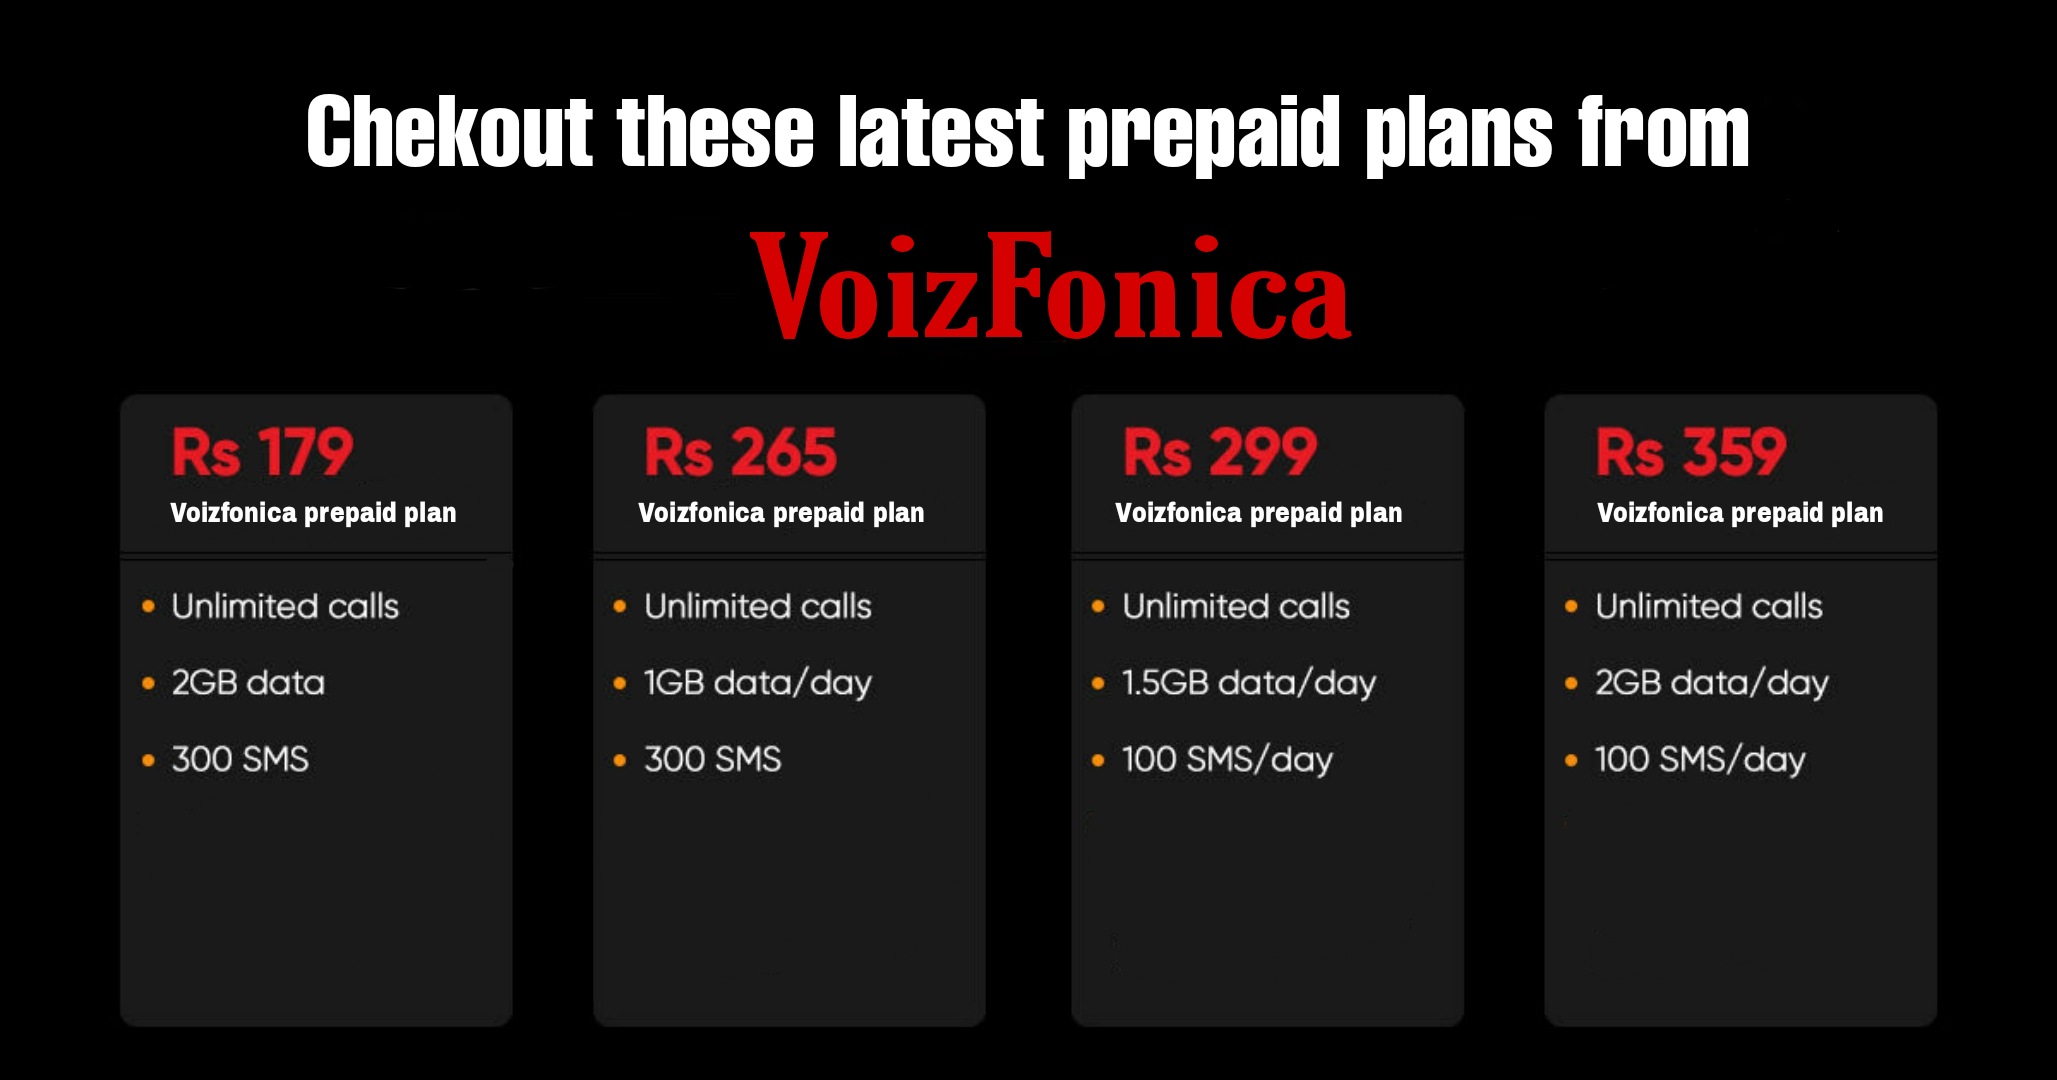 Chekout these latest prepaid plans from
VoizFonica
Rs 179
Voizfonica prepaid plan
Unlimited calls
2GB data
300 SMS
Rs 265
Voizfonica prepaid plan
Unlimited calls
1GB data/day
300 SMS
Rs 299
Voizfonica prepaid plan
Unlimited calls
1.5GB data/day
100 SMS/day
Rs 359
Voizfonica prepaid plan
Unlimited calls
2GB data/day
100 SMS/day